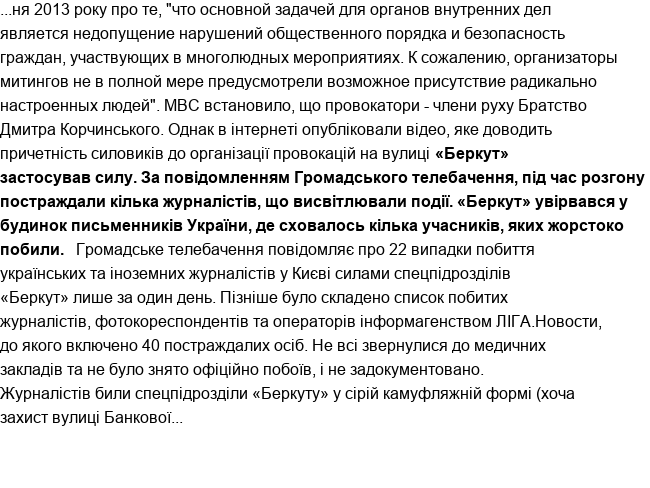 ...ня 2013 року про те, "что основной задачей для органов внутренних дел
является недопущение нарушений общественного порядка и безопасность
граждан, участвующих в многолюдных мероприятиях. К сожалению, организаторы
митингов не в полной мере предусмотрели возможное присутствие радикально
настроенных людей". МВС встановило, що провокатори - члени руху Братство
Дмитра Корчинського. Однак в інтернеті опубліковали відео, яке доводить
причетність силовиків до організації провокацій на вулиці «Беркут»
застосував силу. За повідомленням Громадського телебачення, під час розгону
постраждали кілька журналістів, що висвітлювали події. «Беркут» увірвався у
будинок письменників України, де сховалось кілька учасників, яких жорстоко
побили. Громадське телебачення повідомляє про 22 випадки побиття
українських та іноземних журналістів у Києві силами спецпідрозділів
«Беркут» лише за один день. Пізніше було складено список побитих
журналістів, фотокореспондентів та операторів інформагенством ЛІГА.Новости,
до якого включено 40 постраждалих осіб. Не всі звернулися до медичних
закладів та не було знято офіційно побоїв, і не задокументовано.
Журналістів били спецпідрозділи «Беркуту» у сірій камуфляжній формі (хоча
захист вулиці Банкової...